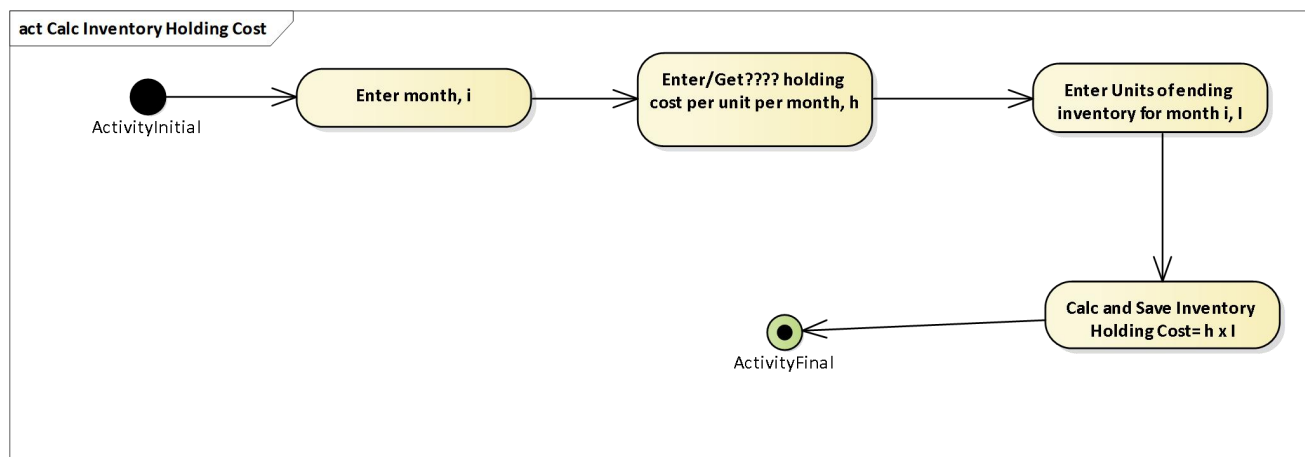 act Calc Inventory Holding Cost
ActivityInitial
Enter month, i
Enter/Get???? holding
cost per unit per month, h
Enter Units of ending
inventory for month i, I
Calc and Save Inventory
Holding Cost= h x I
ActivityFinal